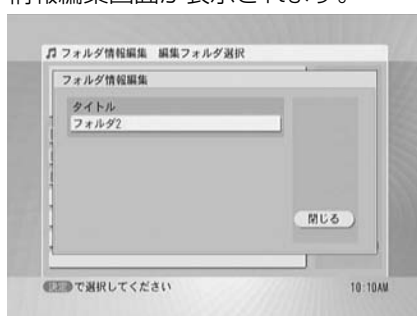 情報編集画面が表示されます。
フォルダ情報編集 編集フォルダ選択
フォルダ情報編集
タイトル
フォルダ2
閉じる
決定で選択してください
10:10AM